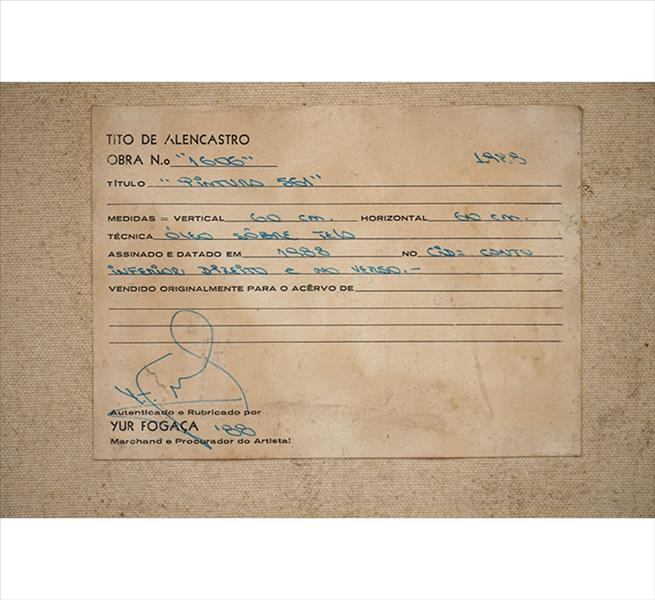 TITO DE ALENCASTRO
OBRA N.o "1606" 1988
TÍTULO "PINTURA 561"
MEDIDAS = VERTICAL 60 cm. HORIZONTAL 60 cm.
TÉCNICA ÓLEO SÔBRE TELA
ASSINADO E DATADO EM 1988 NO CID= CANTO
INFERIOR DIREITO E NO VERSO.-
VENDIDO ORIGINALMENTE PARA O ACÊRVO DE
Autenticado e Rubricado por
YUR FOGAÇA '88
Marchand e Procurador do Artista!